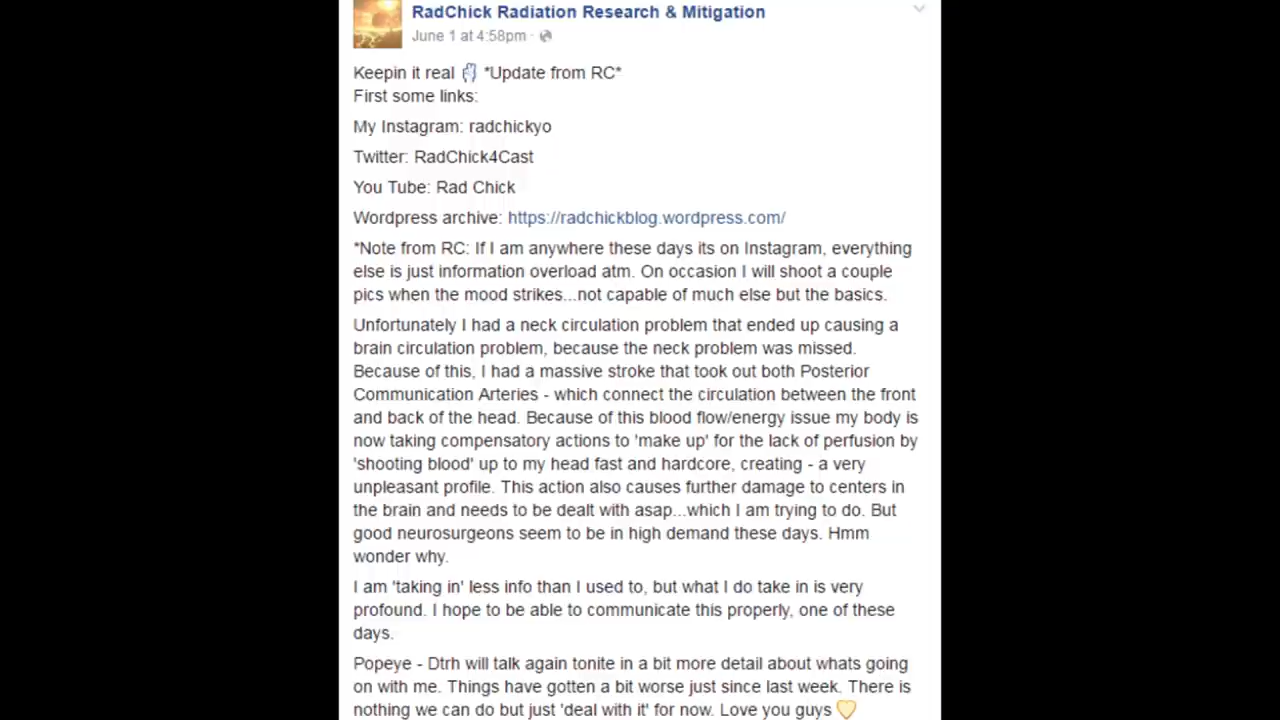 RadChick Radiation Research & Mitigation
June 1 at 4:58pm ·
Keepin it real ✌ *Update from RC*
First some links:
My Instagram: radchickyo
Twitter: RadChick4Cast
You Tube: Rad Chick
Wordpress archive: https://radchickblog.wordpress.com/
*Note from RC: If I am anywhere these days its on Instagram, everything
else is just information overload atm. On occasion I will shoot a couple
pics when the mood strikes...not capable of much else but the basics.
Unfortunately I had a neck circulation problem that ended up causing a
brain circulation problem, because the neck problem was missed.
Because of this, I had a massive stroke that took out both Posterior
Communication Arteries - which connect the circulation between the front
and back of the head. Because of this blood flow/energy issue my body is
now taking compensatory actions to 'make up' for the lack of perfusion by
'shooting blood' up to my head fast and hardcore, creating - a very
unpleasant profile. This action also causes further damage to centers in
the brain and needs to be dealt with asap...which I am trying to do. But
good neurosurgeons seem to be in high demand these days. Hmm
wonder why.
I am 'taking in' less info than I used to, but what I do take in is very
profound. I hope to be able to communicate this properly, one of these
days.
Popeye - Dtrh will talk again tonite in a bit more detail about whats going
on with me. Things have gotten a bit worse just since last week. There is
nothing we can do but just 'deal with it' for now. Love you guys 💛